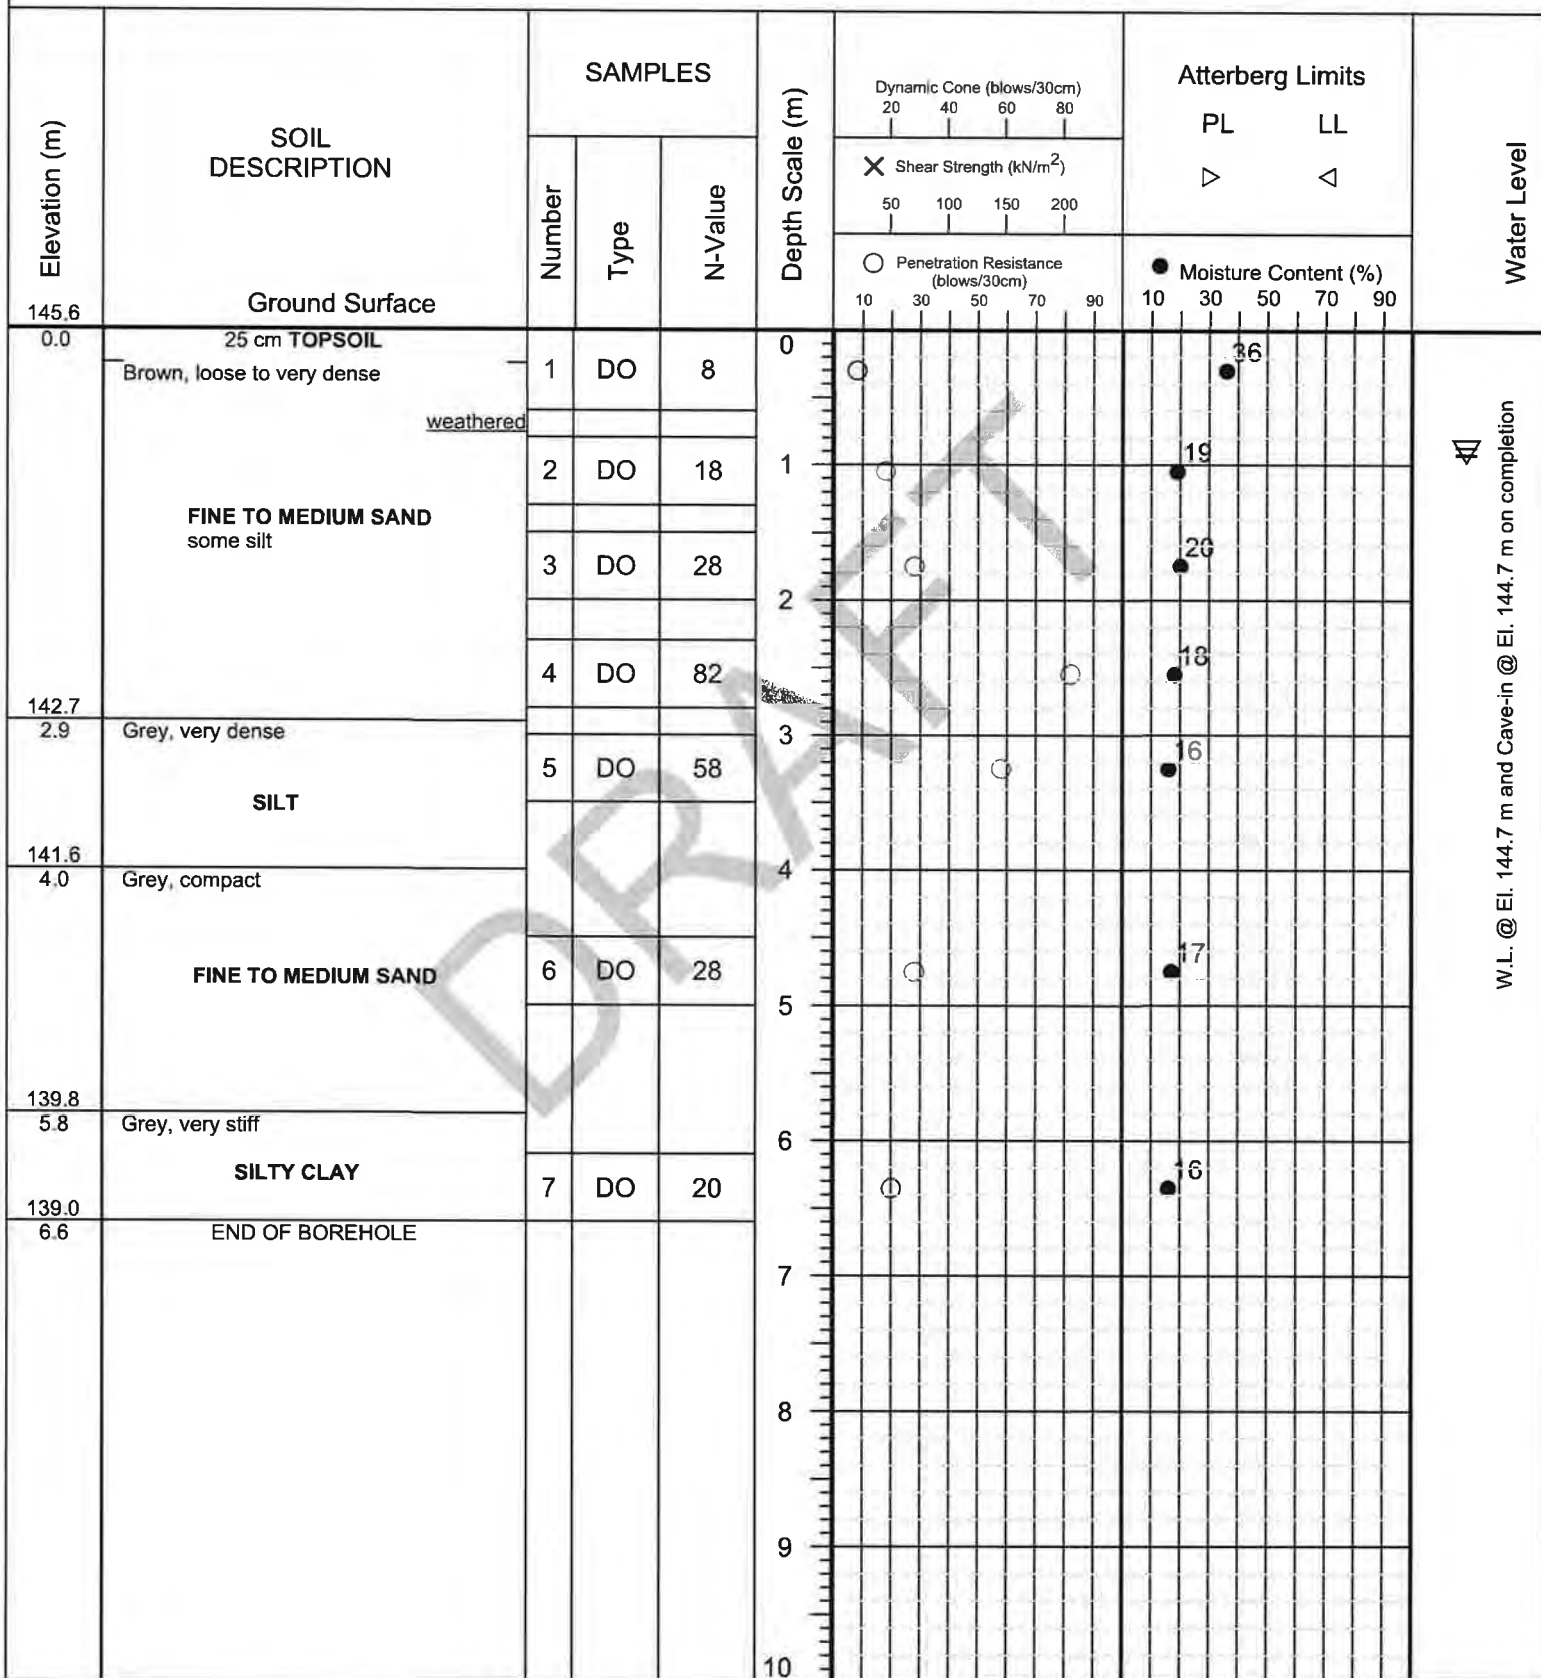 Elevation (m)
SOIL
DESCRIPTION
SAMPLES
Number
Type
N-Value
Depth Scale (m)
Dynamic Cone (blows/30cm)
20 40 60 80
X Shear Strength (kN/m2)
50 100 150 200
Penetration Resistance
(blows/30cm)
10 30 50 70 90
Atterberg Limits
PL LL
Moisture Content (%)
10 30 50 70 90
Water Level
145.6
Ground Surface
0.0
25 cm TOPSOIL
Brown, loose to very dense
weathered
FINE TO MEDIUM SAND
some silt
142.7
2.9
Grey, very dense
SILT
141.6
4.0
Grey, compact
FINE TO MEDIUM SAND
139.8
5.8
Grey, very stiff
SILTY CLAY
139.0
6.6
END OF BOREHOLE
1 DO 8
2 DO 18
3 DO 28
4 DO 82
5 DO 58
6 DO 28
7 DO 20
0
1
2
3
4
5
6
7
8
9
10
36
19
20
18
16
17
16
W.L. @ El. 144.7 m and Cave-in @ El. 144.7 m on completion
DRAFT